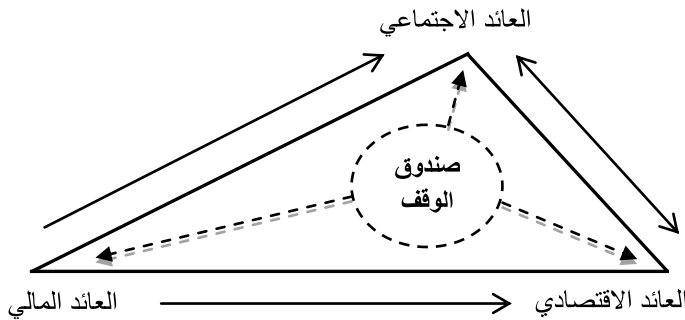 العائد الاجتماعي
صندوق
الوقف
العائد الاقتصادي
العائد المالي